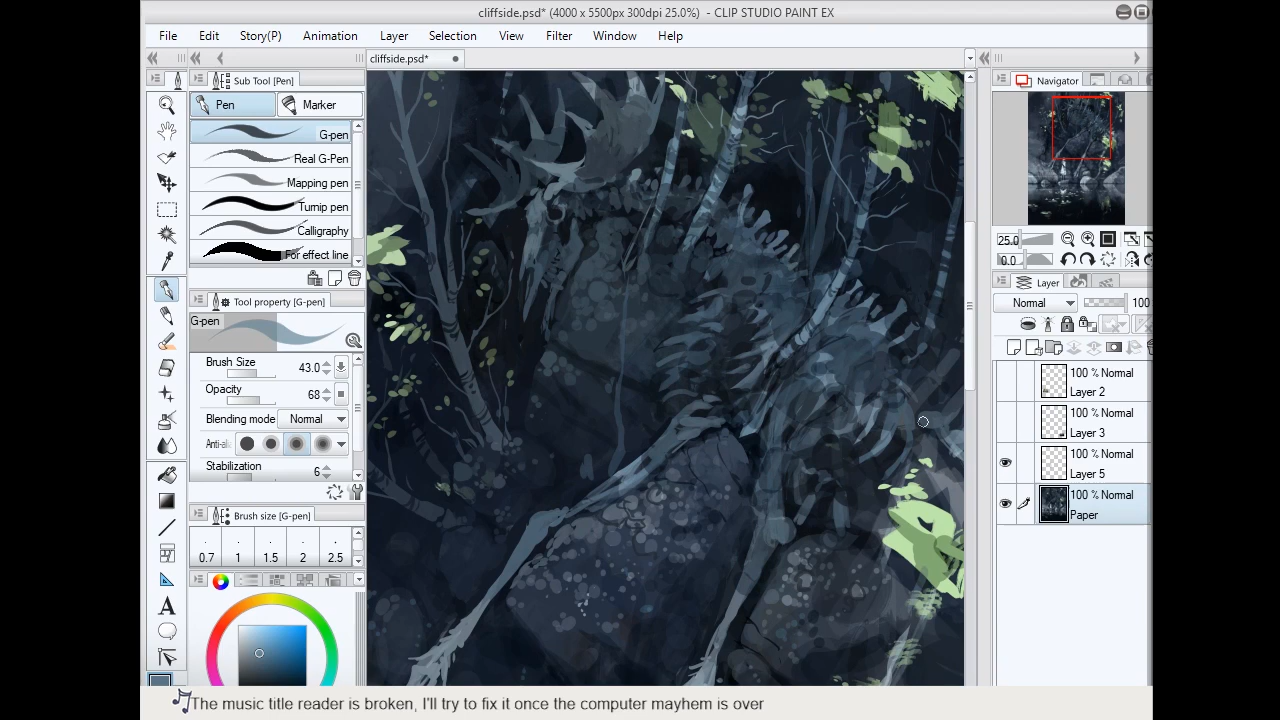 cliffside.psd* (4000 x 5500px 300dpi 25.0%) - CLIP STUDIO PAINT EX
File Edit Story(P) Animation Layer Selection View Filter Window Help
cliffside.psd*
Sub Tool [Pen]
Navigator
Pen Marker
G-pen
Real G-Pen
Mapping pen
Turnip pen
Calligraphy
For effect line
25.0
0.0
Tool property [G-pen]
Layer
G-pen
Normal 100
Brush Size 43.0
Opacity 68
Blending mode Normal
Anti-
Stabilization 6
100 % Normal
Layer 2
100 % Normal
Layer 3
100 % Normal
Layer 5
100 % Normal
Paper
Brush size [G-pen]
0.7 1 1.5 2 2.5
The music title reader is broken, I'll try to fix it once the computer mayhem is over